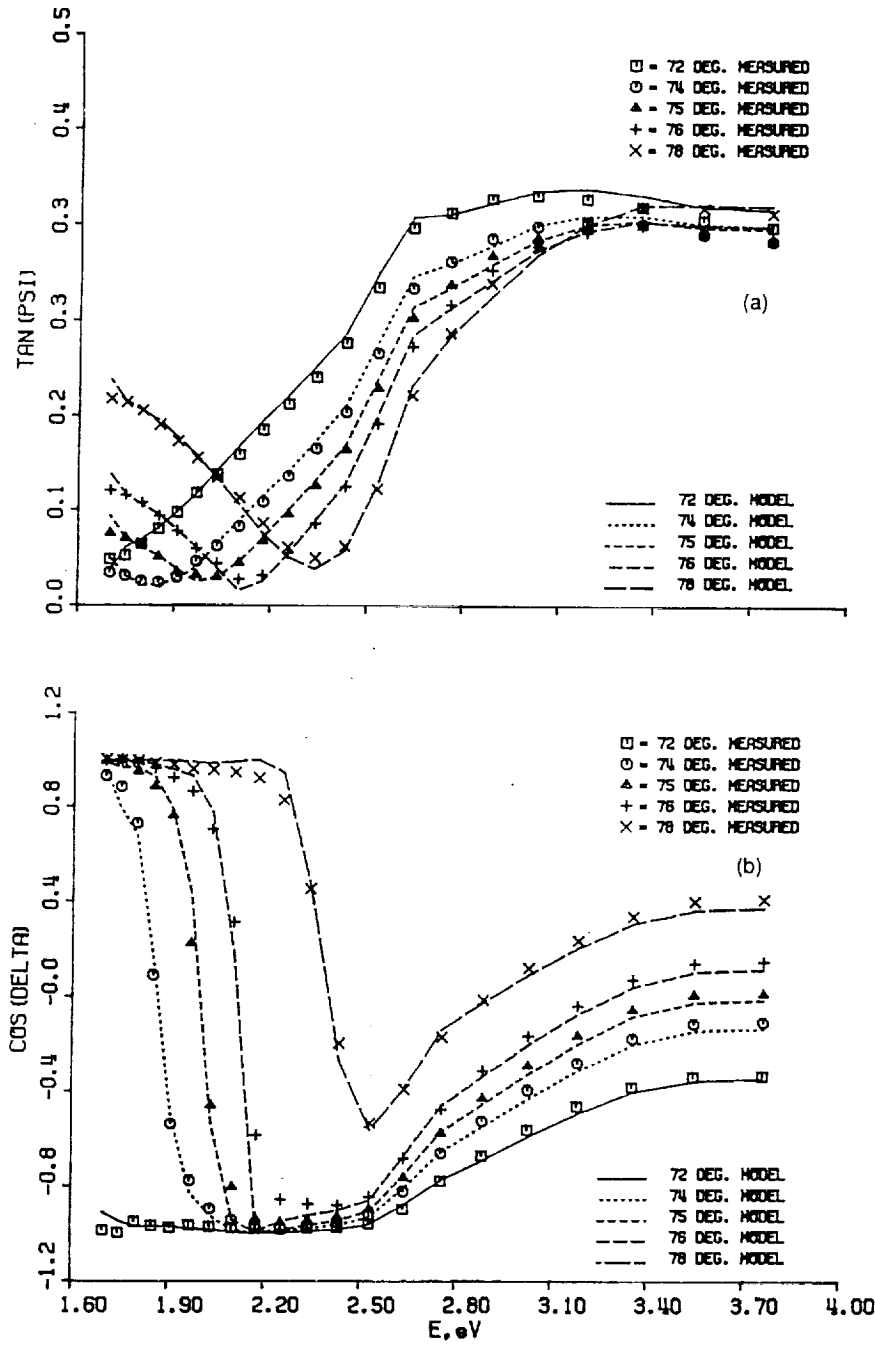 0.5
0.4
0.3
0.2
0.1
0.0
TAN(PSI)
□ = 72 DEG. MEASURED
○ = 74 DEG. MEASURED
▲ = 75 DEG. MEASURED
+ = 76 DEG. MEASURED
× = 78 DEG. MEASURED
(a)
72 DEG. MODEL
74 DEG. MODEL
75 DEG. MODEL
76 DEG. MODEL
78 DEG. MODEL
1.2
0.8
0.4
-0.0
-0.4
-0.8
-1.2
COS(DELTA)
□ = 72 DEG. MEASURED
○ = 74 DEG. MEASURED
△ = 75 DEG. MEASURED
+ = 76 DEG. MEASURED
× = 78 DEG. MEASURED
(b)
72 DEG. MODEL
74 DEG. MODEL
75 DEG. MODEL
76 DEG. MODEL
78 DEG. MODEL
1.60 1.90 2.20 2.50 2.80 3.10 3.40 3.70 4.00
E,eV